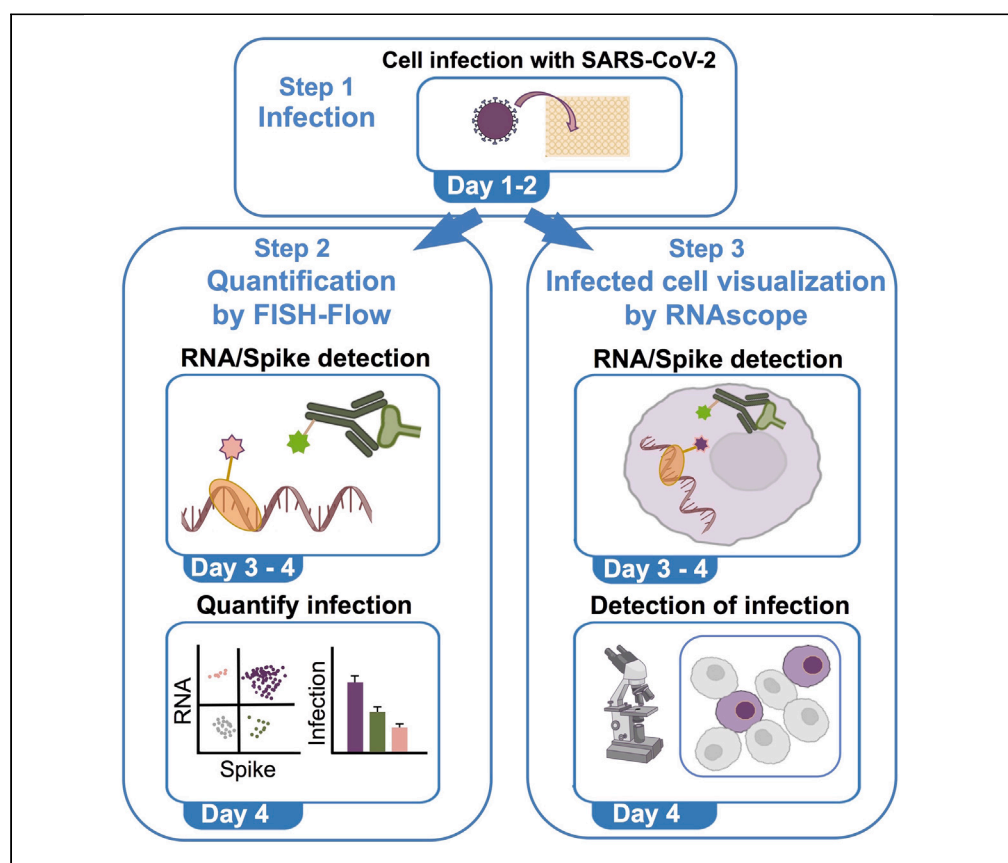 Cell infection with SARS-CoV-2
Step 1
Infection
Day 1-2
Step 2
Quantification
by FISH-Flow
RNA/Spike detection
Day 3 - 4
Quantify infection
RNA
Spike
Infection
Day 4
Step 3
Infected cell visualization
by RNAscope
RNA/Spike detection
Day 3 - 4
Detection of infection
Day 4